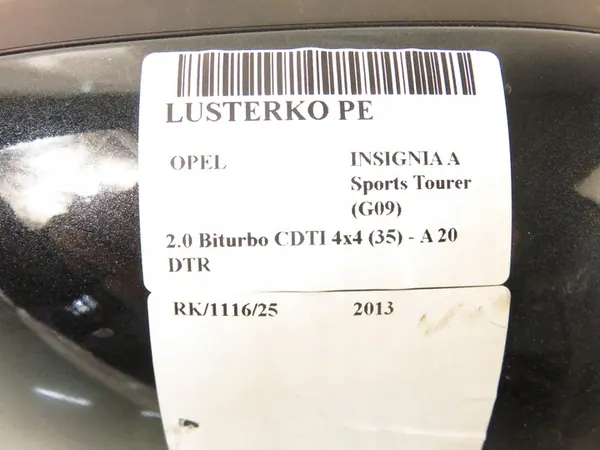 LUSTERKO PE
OPEL
INSIGNIA A
Sports Tourer
(G09)
2.0 Biturbo CDTI 4x4 (35) - A 20
DTR
RK/1116/25
2013